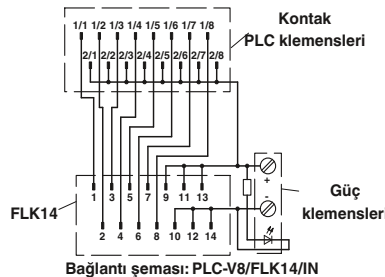 Kontak
PLC klemensleri
1/1 1/2 1/3 1/4 1/5 1/6 1/7 1/8
2/1 2/2 2/3 2/4 2/5 2/6 2/7 2/8
1 3 5 7 9 11 13
+
-
Güç
klemensleri
FLK14
2 4 6 8 10 12 14
Bağlantı şeması: PLC-V8/FLK14/IN